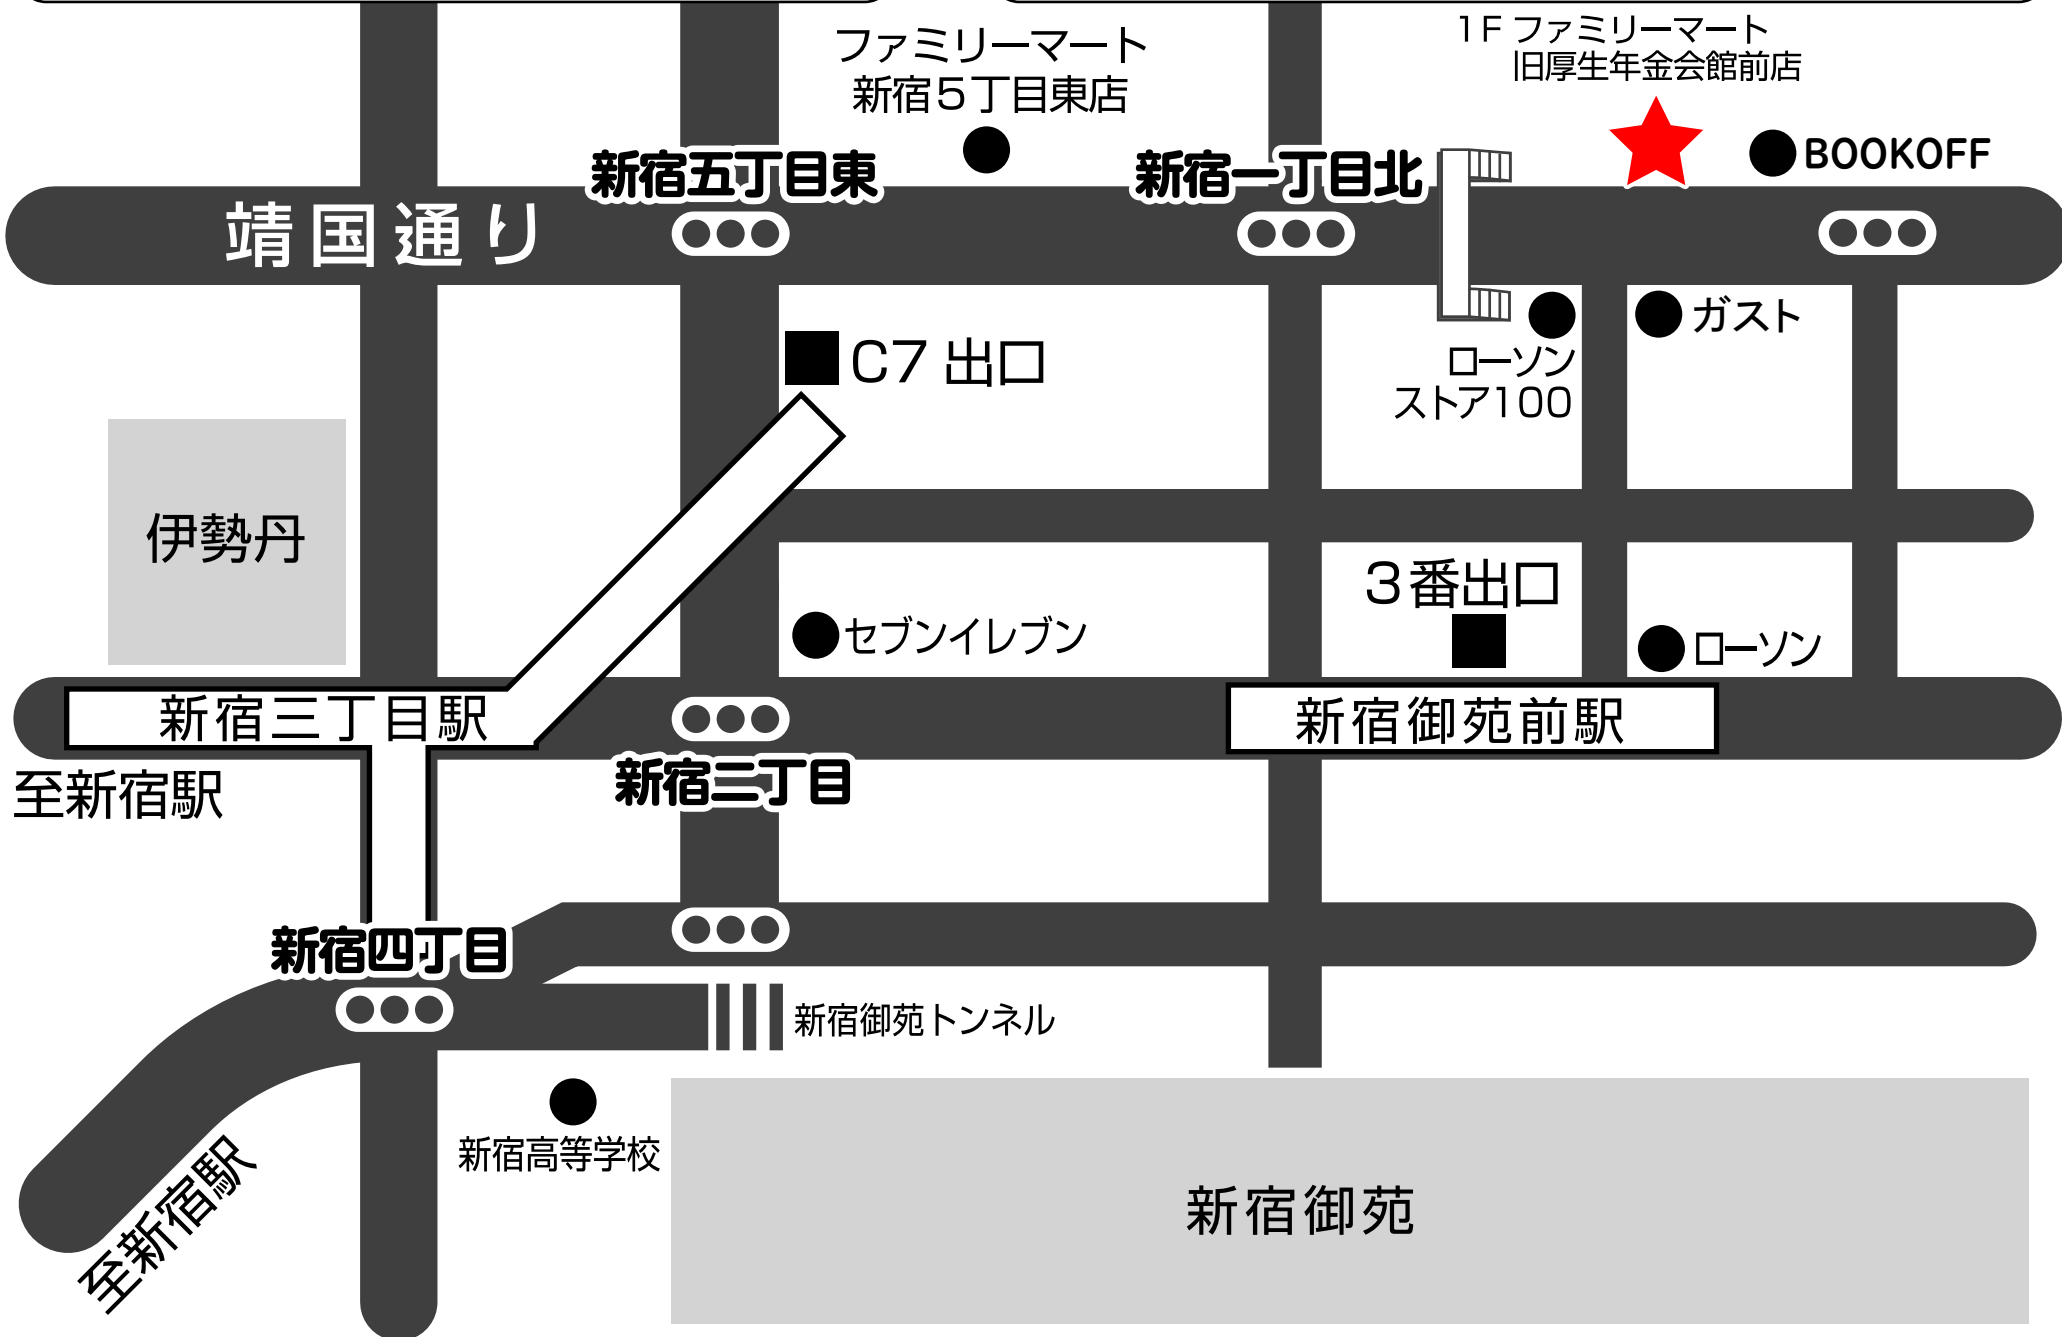 1F ファミリーマート
旧厚生年金会館前店
ファミリーマート
新宿5丁目東店
BOOKOFF
新宿五丁目東
新宿一丁目北
靖国通り
ガスト
C7 出口
ローソン
ストア100
伊勢丹
3番出口
セブンイレブン
ローソン
新宿三丁目駅
新宿御苑前駅
至新宿駅
新宿二丁目
新宿四丁目
新宿御苑トンネル
新宿高等学校
至新宿駅
新宿御苑